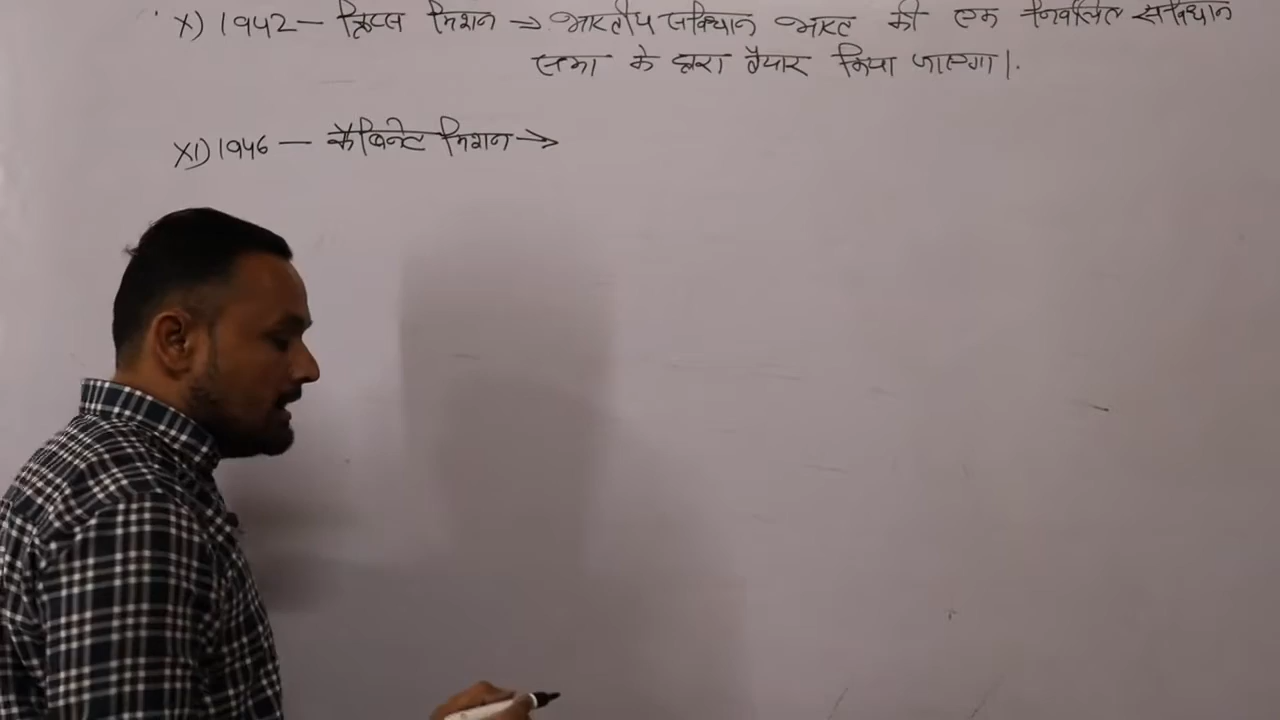 X) 1942 – क्रिप्स मिशन → भारतीय संविधान भारत की एक निर्वाचित संविधान
सभा के द्वारा तैयार किया जाएगा।
XI) 1946 – कैबिनेट मिशन →